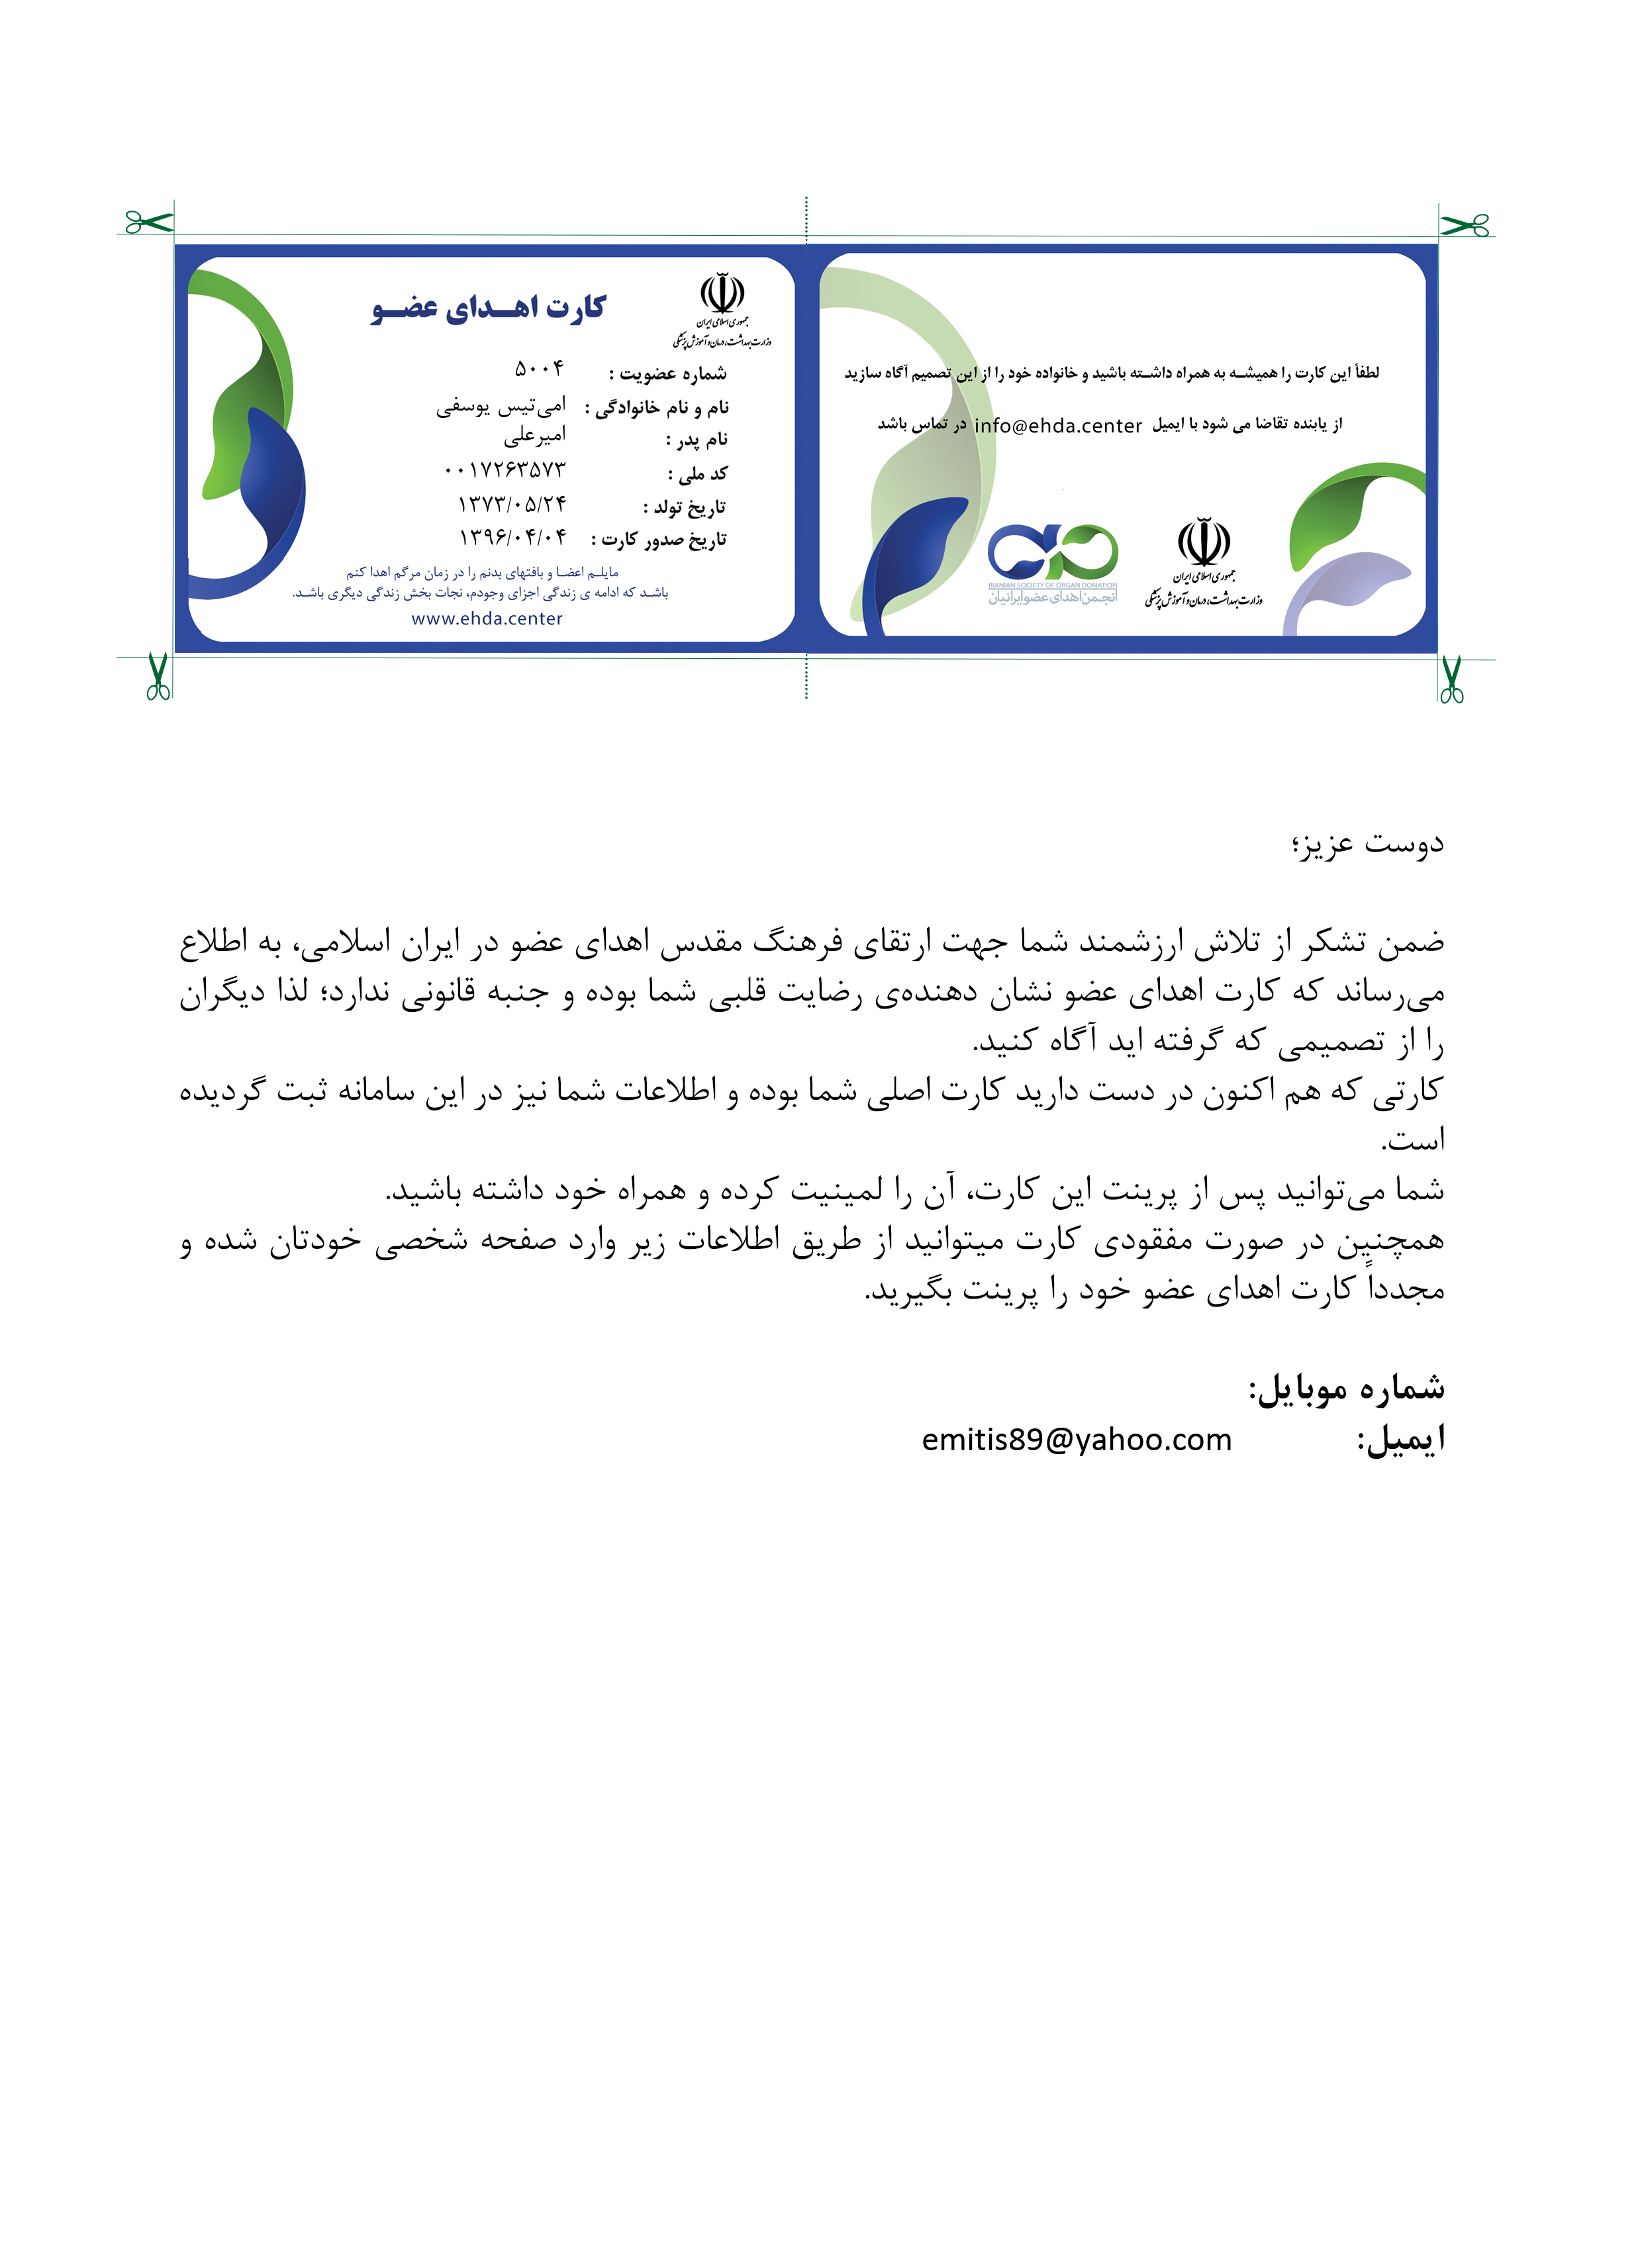 کارت اهـدای عضـو
جمهوری اسلامی ایران
وزارت بهداشت، درمان و آموزش پزشکی
شماره عضویت : ۵۰۰۴
نام و نام خانوادگی : امی‌تیس یوسفی
نام پدر : امیرعلی
کد ملی : ۰۰۱۷۲۶۳۵۷۳
تاریخ تولد : ۱۳۷۳/۰۵/۲۴
تاریخ صدور کارت : ۱۳۹۶/۰۴/۰۴
مایلـم اعضـا و بافتهای بدنم را در زمان مرگم اهدا کنم
باشـد که ادامه ی زندگی اجزای وجودم، نجات بخش زندگی دیگری باشـد.
www.ehda.center
لطفاً این کارت را همیشــه به همراه داشــته باشید و خانواده خود را از این تصمیم آگاه سازید
از یابنده تقاضا می شود با ایمیل info@ehda.center در تماس باشد
IRANIAN SOCIETY OF ORGAN DONATION
انجمن اهدای عضو ایرانیان
جمهوری اسلامی ایران
وزارت بهداشت، درمان و آموزش پزشکی
دوست عزیز؛
ضمن تشکر از تلاش ارزشمند شما جهت ارتقای فرهنگ مقدس اهدای عضو در ایران اسلامی، به اطلاع
می‌رساند که کارت اهدای عضو نشان دهنده‌ی رضایت قلبی شما بوده و جنبه قانونی ندارد؛ لذا دیگران
را از تصمیمی که گرفته اید آگاه کنید.
کارتی که هم اکنون در دست دارید کارت اصلی شما بوده و اطلاعات شما نیز در این سامانه ثبت گردیده
است.
شما می‌توانید پس از پرینت این کارت، آن را لمینیت کرده و همراه خود داشته باشید.
همچنین در صورت مفقودی کارت میتوانید از طریق اطلاعات زیر وارد صفحه شخصی خودتان شده و
مجدداً کارت اهدای عضو خود را پرینت بگیرید.
شماره موبایل:
ایمیل: emitis89@yahoo.com